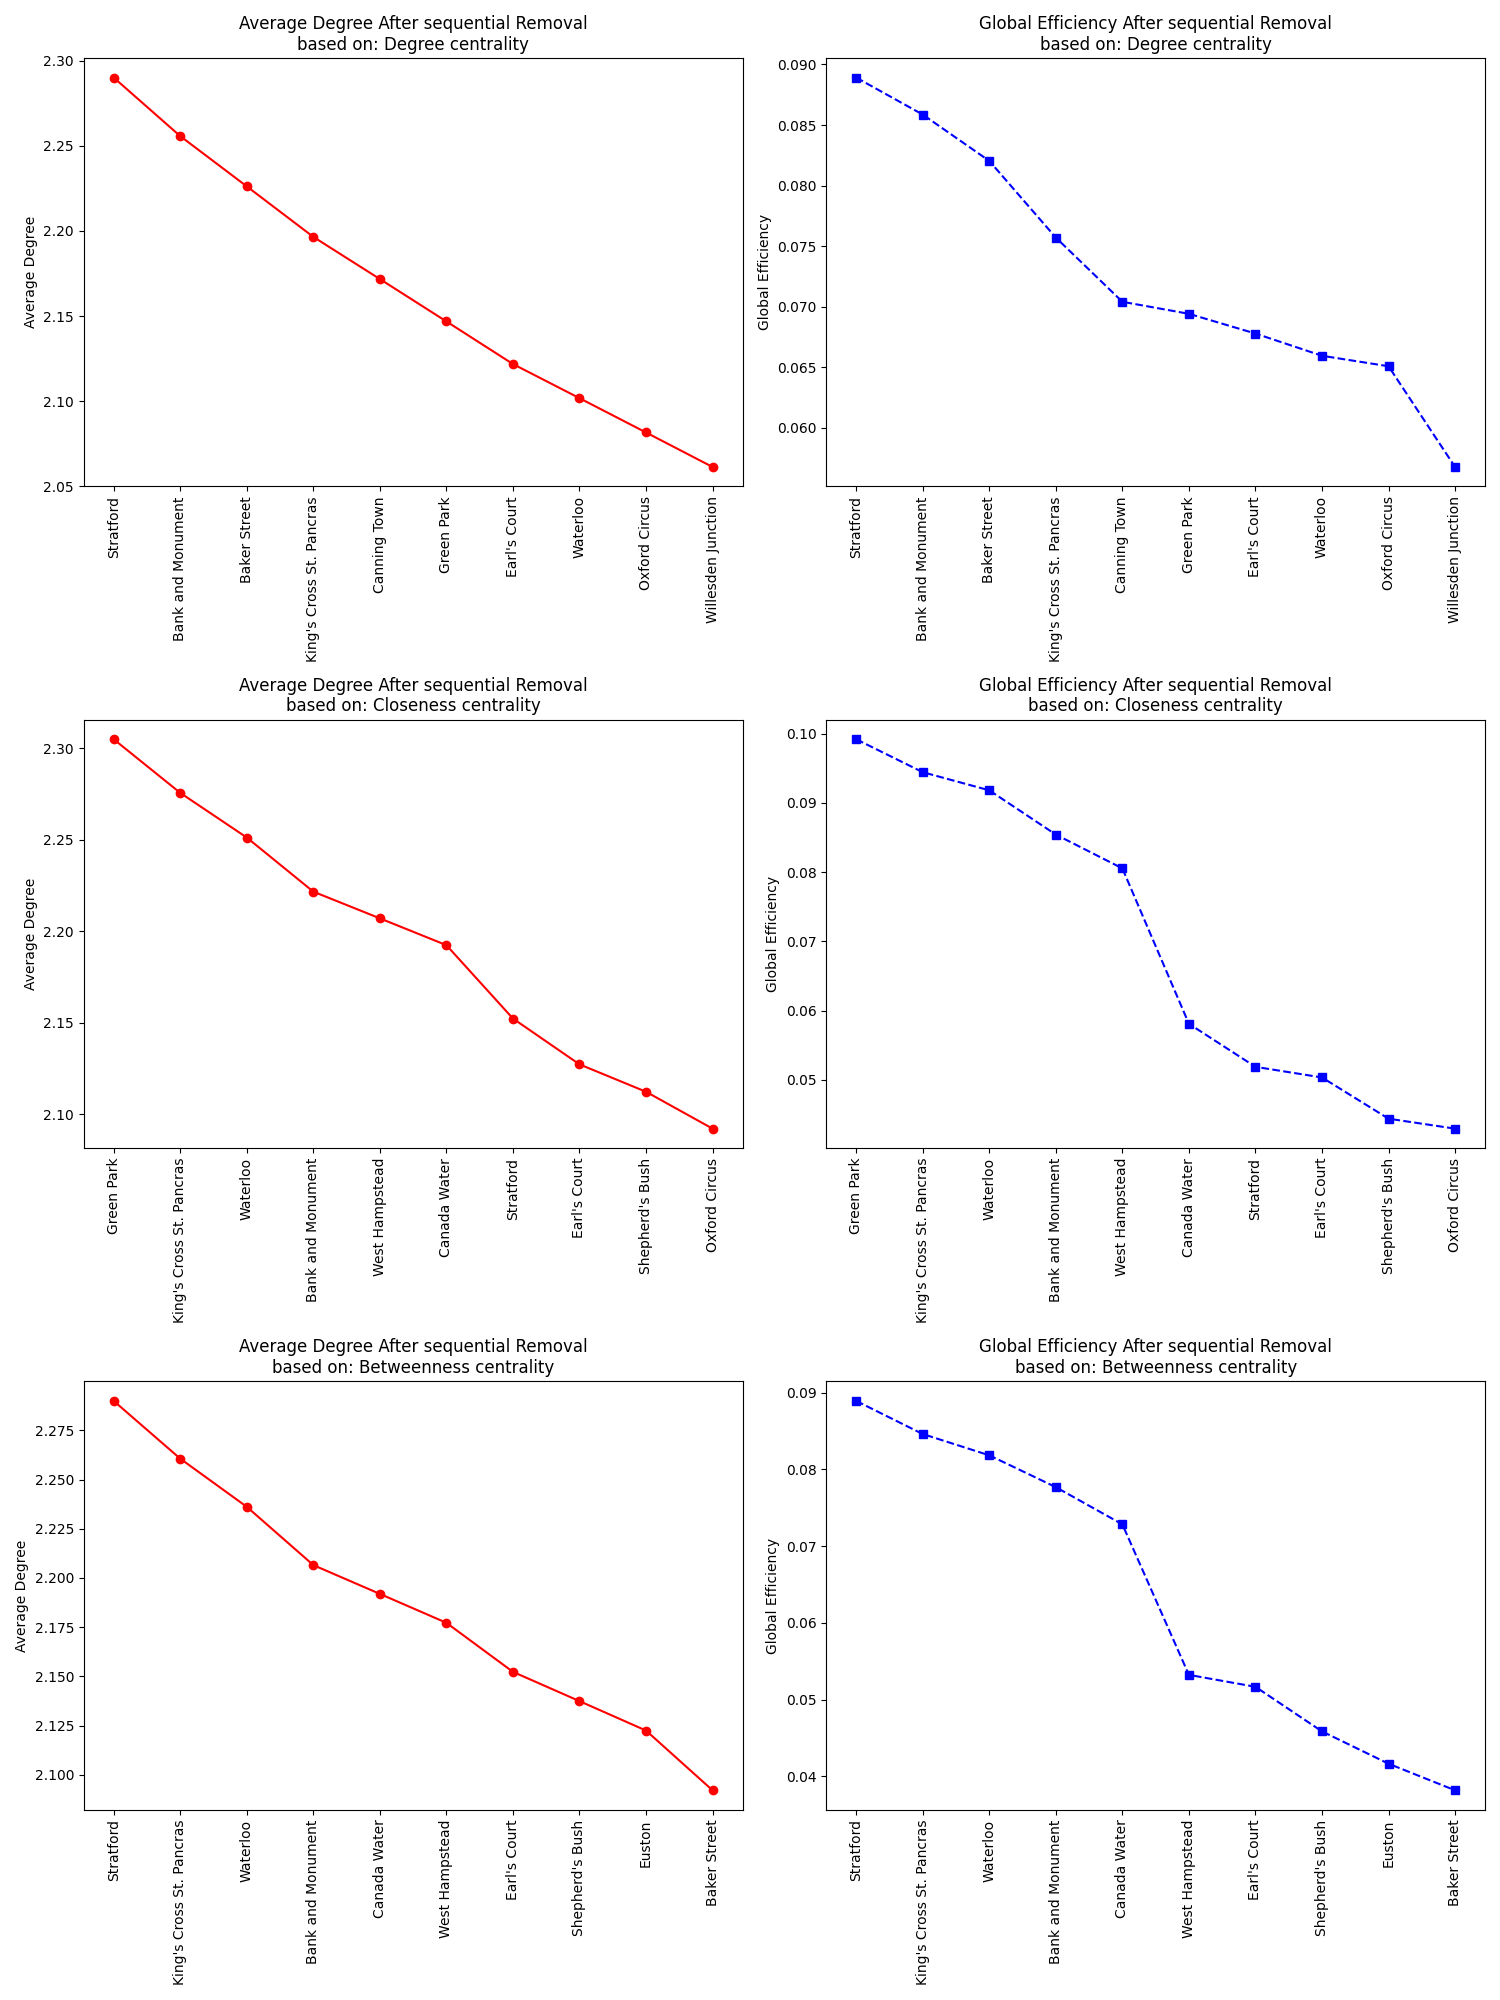 Average Degree After sequential Removal
based on: Degree centrality
Average Degree
2.30
2.25
2.20
2.15
2.10
2.05
Stratford
Bank and Monument
Baker Street
King's Cross St. Pancras
Canning Town
Green Park
Earl's Court
Waterloo
Oxford Circus
Willesden Junction
Global Efficiency After sequential Removal
based on: Degree centrality
Global Efficiency
0.090
0.085
0.080
0.075
0.070
0.065
0.060
Stratford
Bank and Monument
Baker Street
King's Cross St. Pancras
Canning Town
Green Park
Earl's Court
Waterloo
Oxford Circus
Willesden Junction
Average Degree After sequential Removal
based on: Closeness centrality
Average Degree
2.30
2.25
2.20
2.15
2.10
Green Park
King's Cross St. Pancras
Waterloo
Bank and Monument
West Hampstead
Canada Water
Stratford
Earl's Court
Shepherd's Bush
Oxford Circus
Global Efficiency After sequential Removal
based on: Closeness centrality
Global Efficiency
0.10
0.09
0.08
0.07
0.06
0.05
Green Park
King's Cross St. Pancras
Waterloo
Bank and Monument
West Hampstead
Canada Water
Stratford
Earl's Court
Shepherd's Bush
Oxford Circus
Average Degree After sequential Removal
based on: Betweenness centrality
Average Degree
2.275
2.250
2.225
2.200
2.175
2.150
2.125
2.100
Stratford
King's Cross St. Pancras
Waterloo
Bank and Monument
Canada Water
West Hampstead
Earl's Court
Shepherd's Bush
Euston
Baker Street
Global Efficiency After sequential Removal
based on: Betweenness centrality
Global Efficiency
0.09
0.08
0.07
0.06
0.05
0.04
Stratford
King's Cross St. Pancras
Waterloo
Bank and Monument
Canada Water
West Hampstead
Earl's Court
Shepherd's Bush
Euston
Baker Street